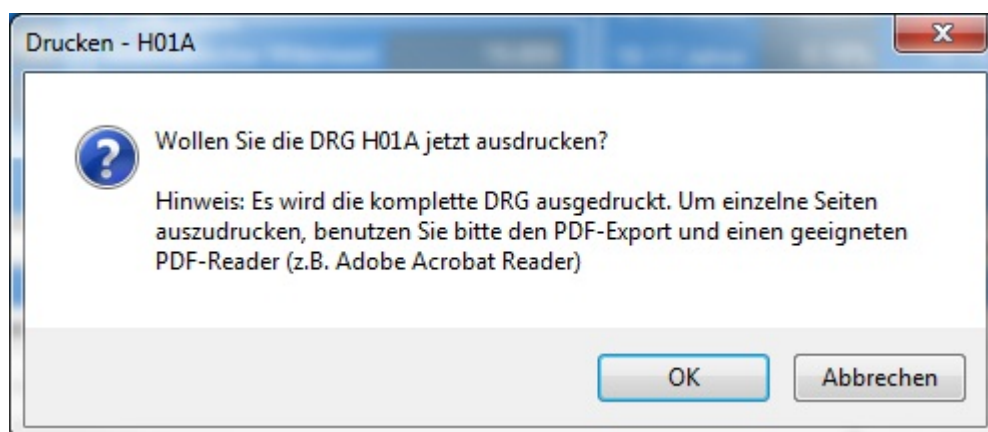 Drucken - H01A
Wollen Sie die DRG H01A jetzt ausdrucken?
Hinweis: Es wird die komplette DRG ausgedruckt. Um einzelne Seiten
auszudrucken, benutzen Sie bitte den PDF-Export und einen geeigneten
PDF-Reader (z.B. Adobe Acrobat Reader)
OK
Abbrechen